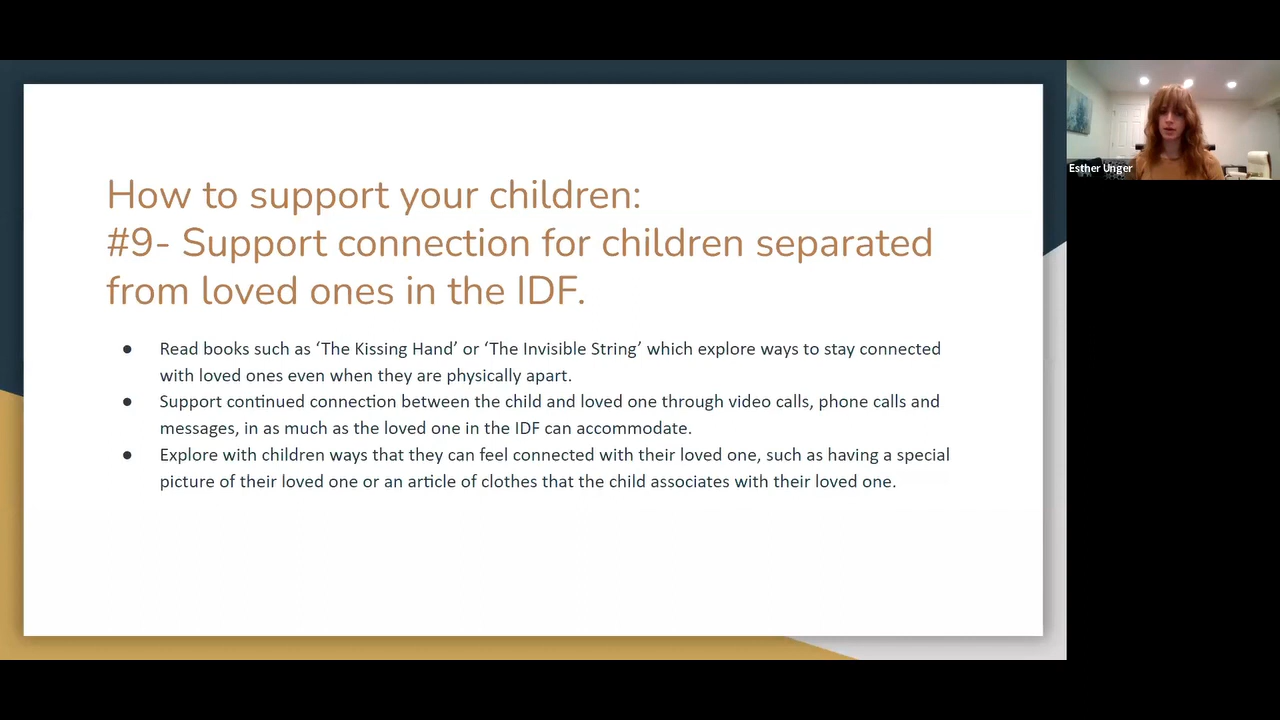 How to support your children:
#9- Support connection for children separated
from loved ones in the IDF.
● Read books such as ‘The Kissing Hand’ or ‘The Invisible String’ which explore ways to stay connected
with loved ones even when they are physically apart.
● Support continued connection between the child and loved one through video calls, phone calls and
messages, in as much as the loved one in the IDF can accommodate.
● Explore with children ways that they can feel connected with their loved one, such as having a special
picture of their loved one or an article of clothes that the child associates with their loved one.
Esther Unger